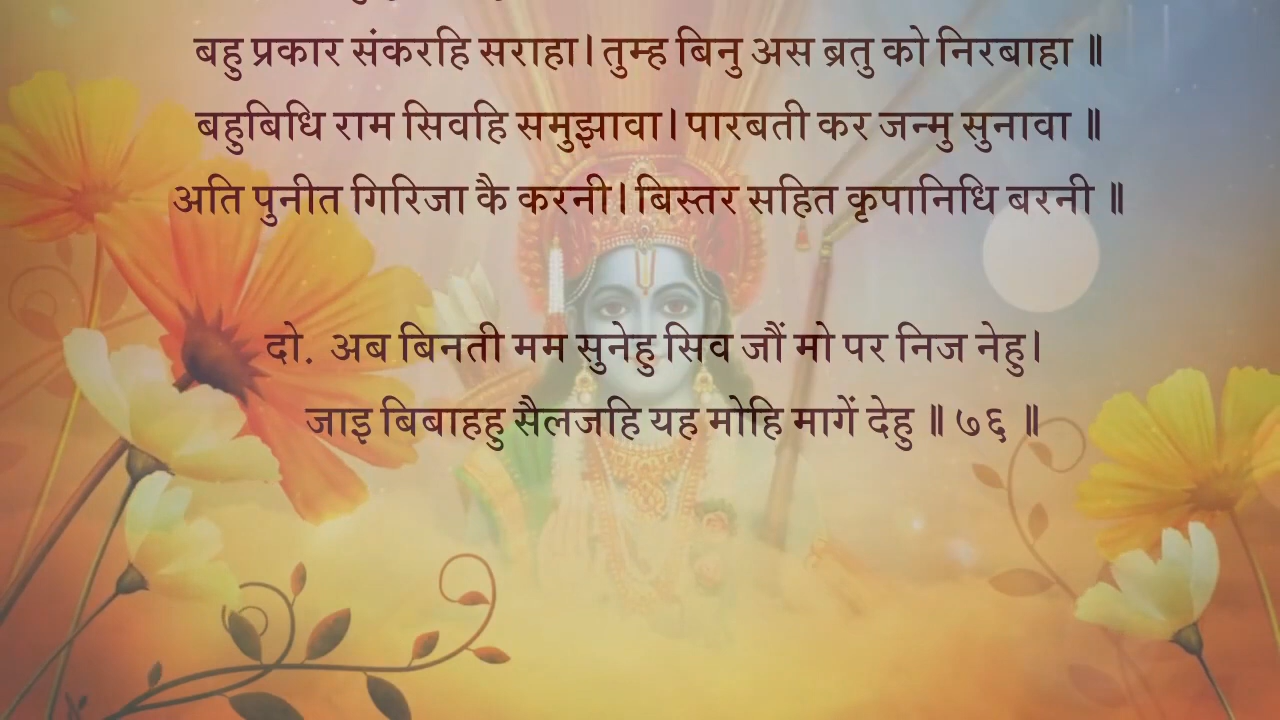 बहु प्रकार संकरहि सराहा। तुम्ह बिनु अस ब्रतु को निरबाहा ॥
बहुबिधि राम सिवहि समुझावा। पारबती कर जन्मु सुनावा ॥
अति पुनीत गिरिजा कै करनी। बिस्तर सहित कृपानिधि बरनी ॥
दो. अब बिनती मम सुनेहु सिव जौं मो पर निज नेहु।
जाइ बिबाहहु सैलजहि यह मोहि मागें देहु ॥ ७६ ॥